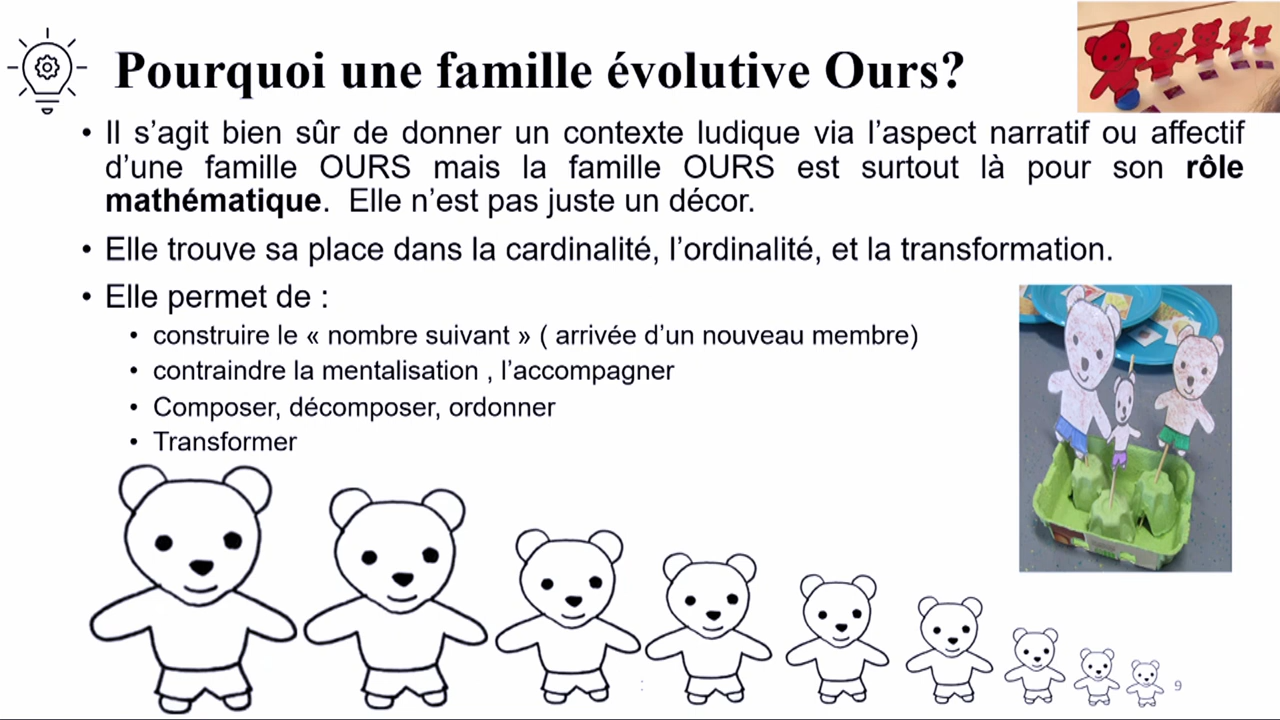 Pourquoi une famille évolutive Ours?
• Il s’agit bien sûr de donner un contexte ludique via l’aspect narratif ou affectif
d’une famille OURS mais la famille OURS est surtout là pour son rôle
mathématique. Elle n’est pas juste un décor.
• Elle trouve sa place dans la cardinalité, l’ordinalité, et la transformation.
• Elle permet de :
• construire le « nombre suivant » ( arrivée d’un nouveau membre)
• contraindre la mentalisation , l’accompagner
• Composer, décomposer, ordonner
• Transformer
:
9